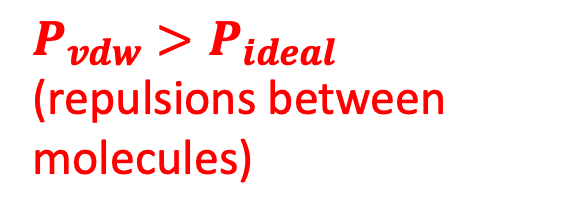 P_vdw > P_ideal
(repulsions between
molecules)